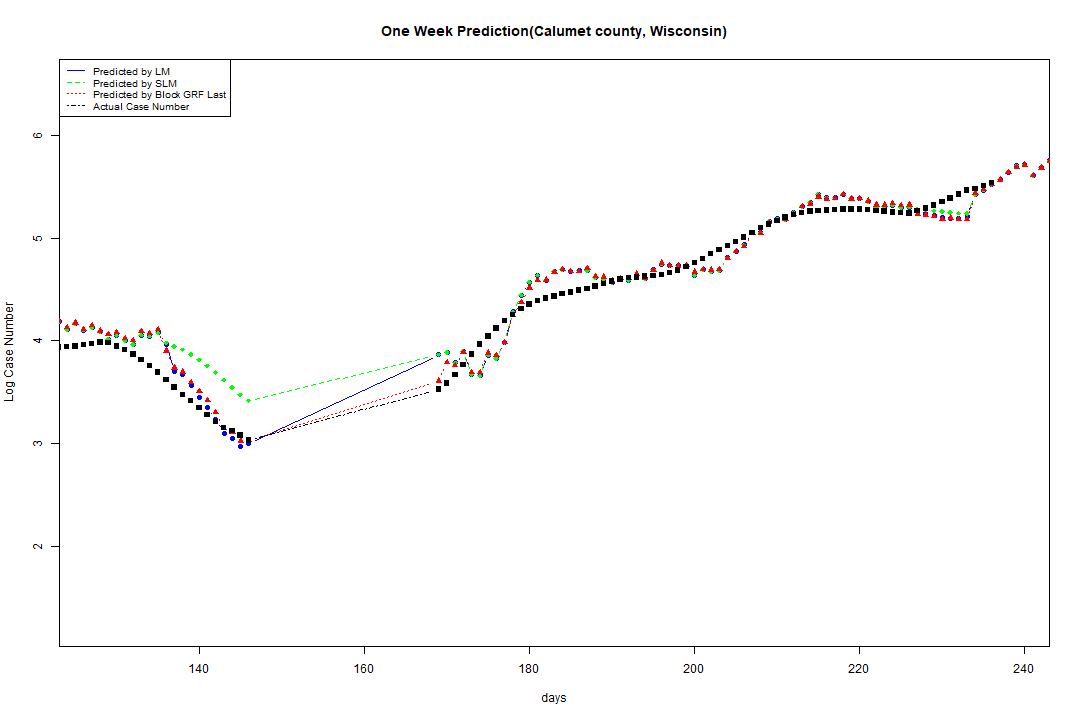 One Week Prediction(Calumet county, Wisconsin)
Predicted by LM
Predicted by SLM
Predicted by Block GRF Last
Actual Case Number
6
5
4
3
2
Log Case Number
140 160 180 200 220 240
days